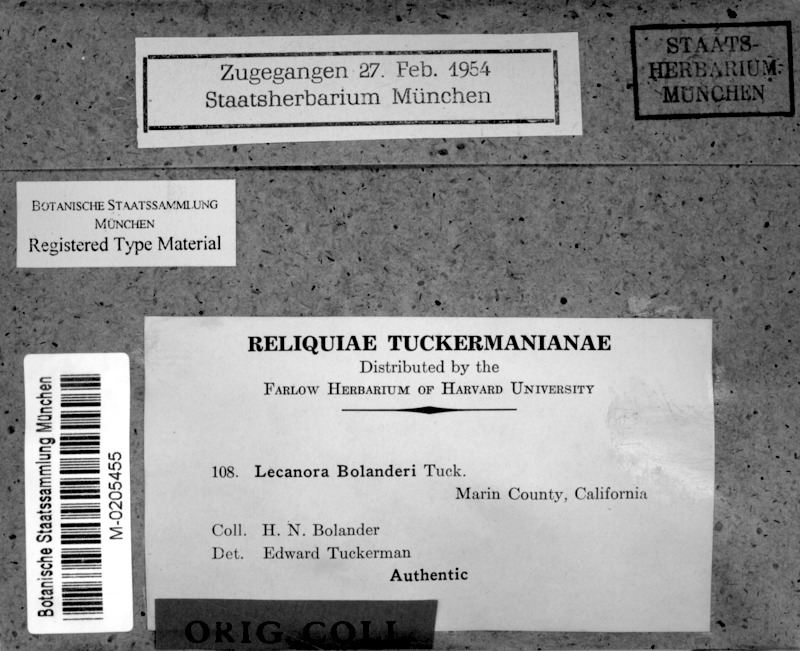 Zugegangen 27. Feb. 1954
Staatsherbarium München
STAATS-
HERBARIUM
MÜNCHEN
BOTANISCHE STAATSSAMMLUNG
MÜNCHEN
Registered Type Material
RELIQUIAE TUCKERMANIANAE
Distributed by the
FARLOW HERBARIUM OF HARVARD UNIVERSITY
108. Lecanora Bolanderi Tuck.
Marin County, California
Coll. H. N. Bolander
Det. Edward Tuckerman
Authentic
ORIG. COLL.
Botanische Staatssammlung München
M-0205455